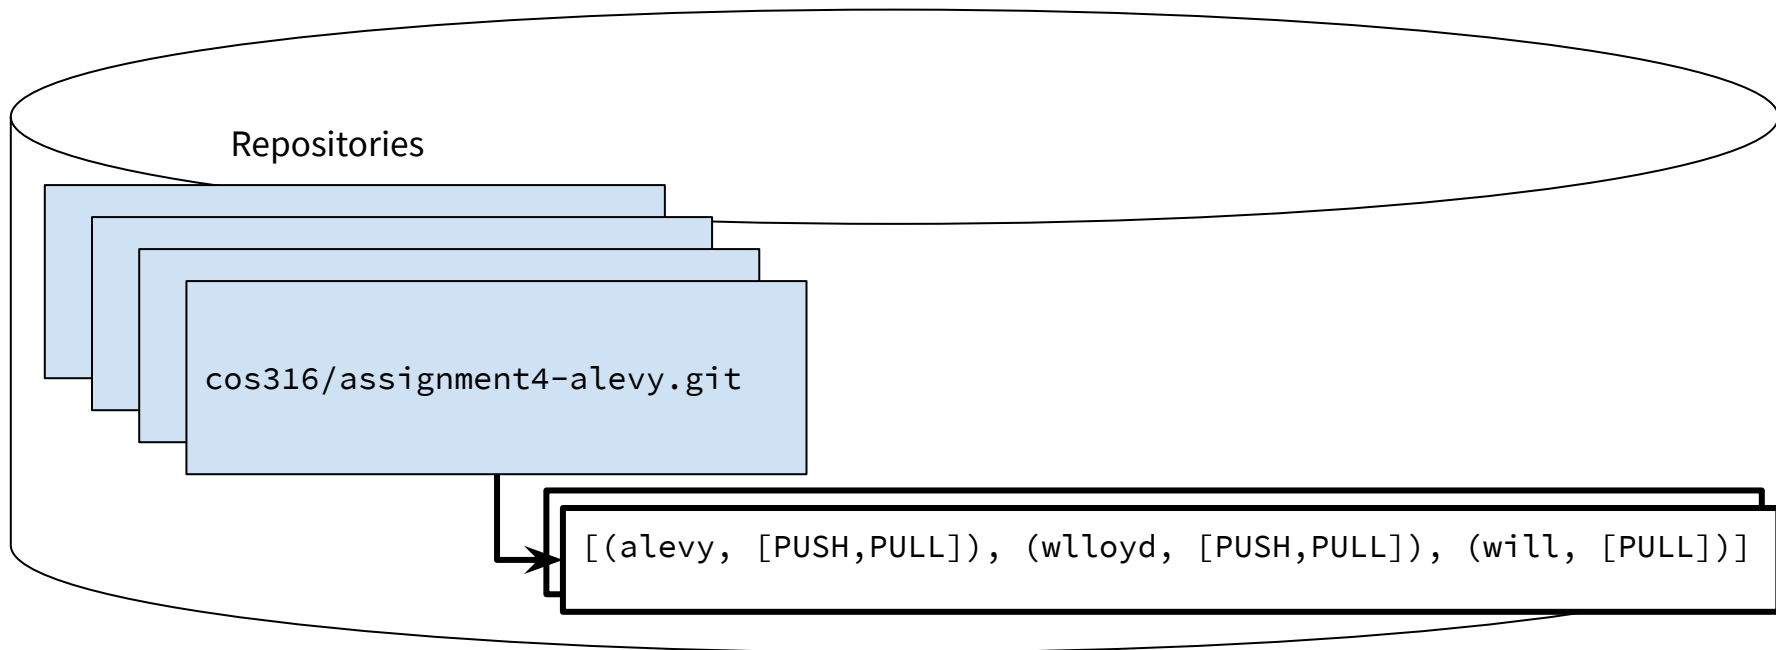 Repositories
cos316/assignment4-alevy.git
[(alevy, [PUSH,PULL]), (wlloyd, [PUSH,PULL]), (will, [PULL])]